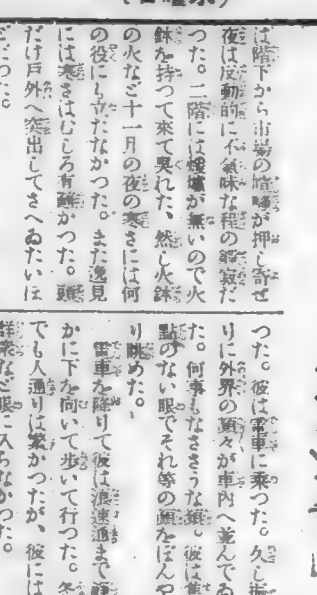 は階下から市場の喧噪が押し寄せ
夜は反動的に不氣味な程の靜寂だ
つた。二階には煖爐が無いので火
鉢を持つて來て呉れた、然し火鉢
の火など十一月の夜の寒さには何
の役にも立たなかつた。また逸見
には寒さはむしろ有難かつた。頭
だけ戸外へ突出してさへゐたいほ
どだつた。
つた。彼は電車に乘つた。久し振
りに外界の顏々が車内へ並んでゐ
た。何事もなささうな顏。彼は焦
點のない眼でそれ等の顏をぼんや
り眺めた。
電車を降りて彼は浪速通まで靜
かに下を向いて歩いて行つた。冬
でも人通りは繁かつたが、彼には
群衆など眼に入らなかつた。